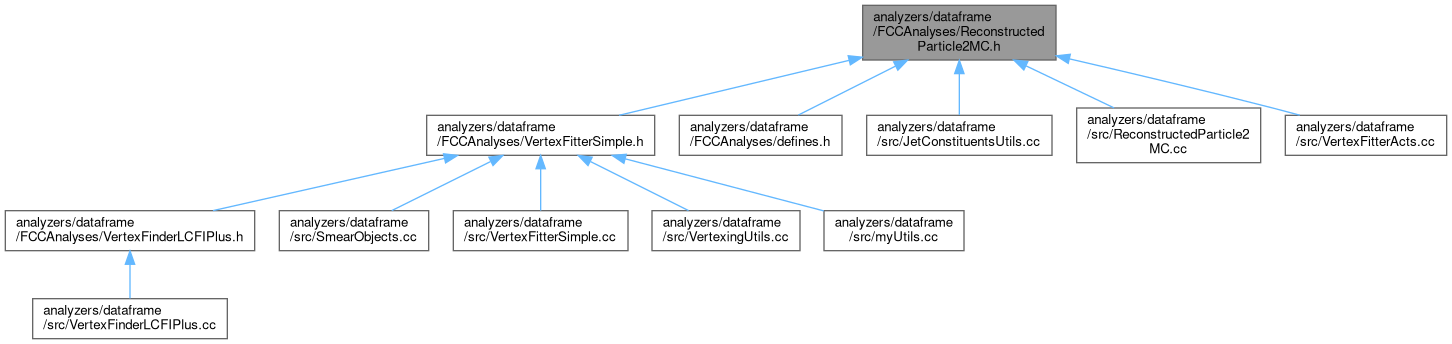 analyzers/dataframe
/FCCAnalyses/Reconstructed
Particle2MC.h
analyzers/dataframe
/FCCAnalyses/VertexFitterSimple.h
analyzers/dataframe
/FCCAnalyses/defines.h
analyzers/dataframe
/src/JetConstituentsUtils.cc
analyzers/dataframe
/src/ReconstructedParticle2
MC.cc
analyzers/dataframe
/src/VertexFitterActs.cc
analyzers/dataframe
/FCCAnalyses/VertexFinderLCFIPlus.h
analyzers/dataframe
/src/SmearObjects.cc
analyzers/dataframe
/src/VertexFitterSimple.cc
analyzers/dataframe
/src/VertexingUtils.cc
analyzers/dataframe
/src/myUtils.cc
analyzers/dataframe
/src/VertexFinderLCFIPlus.cc